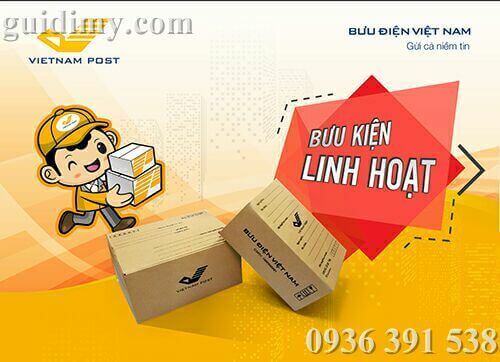 guidimy.com
VIETNAM POST
BƯU ĐIỆN VIỆT NAM
Gửi cả niềm tin
BƯU KIỆN
LINH HOẠT
BƯU ĐIỆN VIỆT NAM
VIETNAM POST
0936 391 538